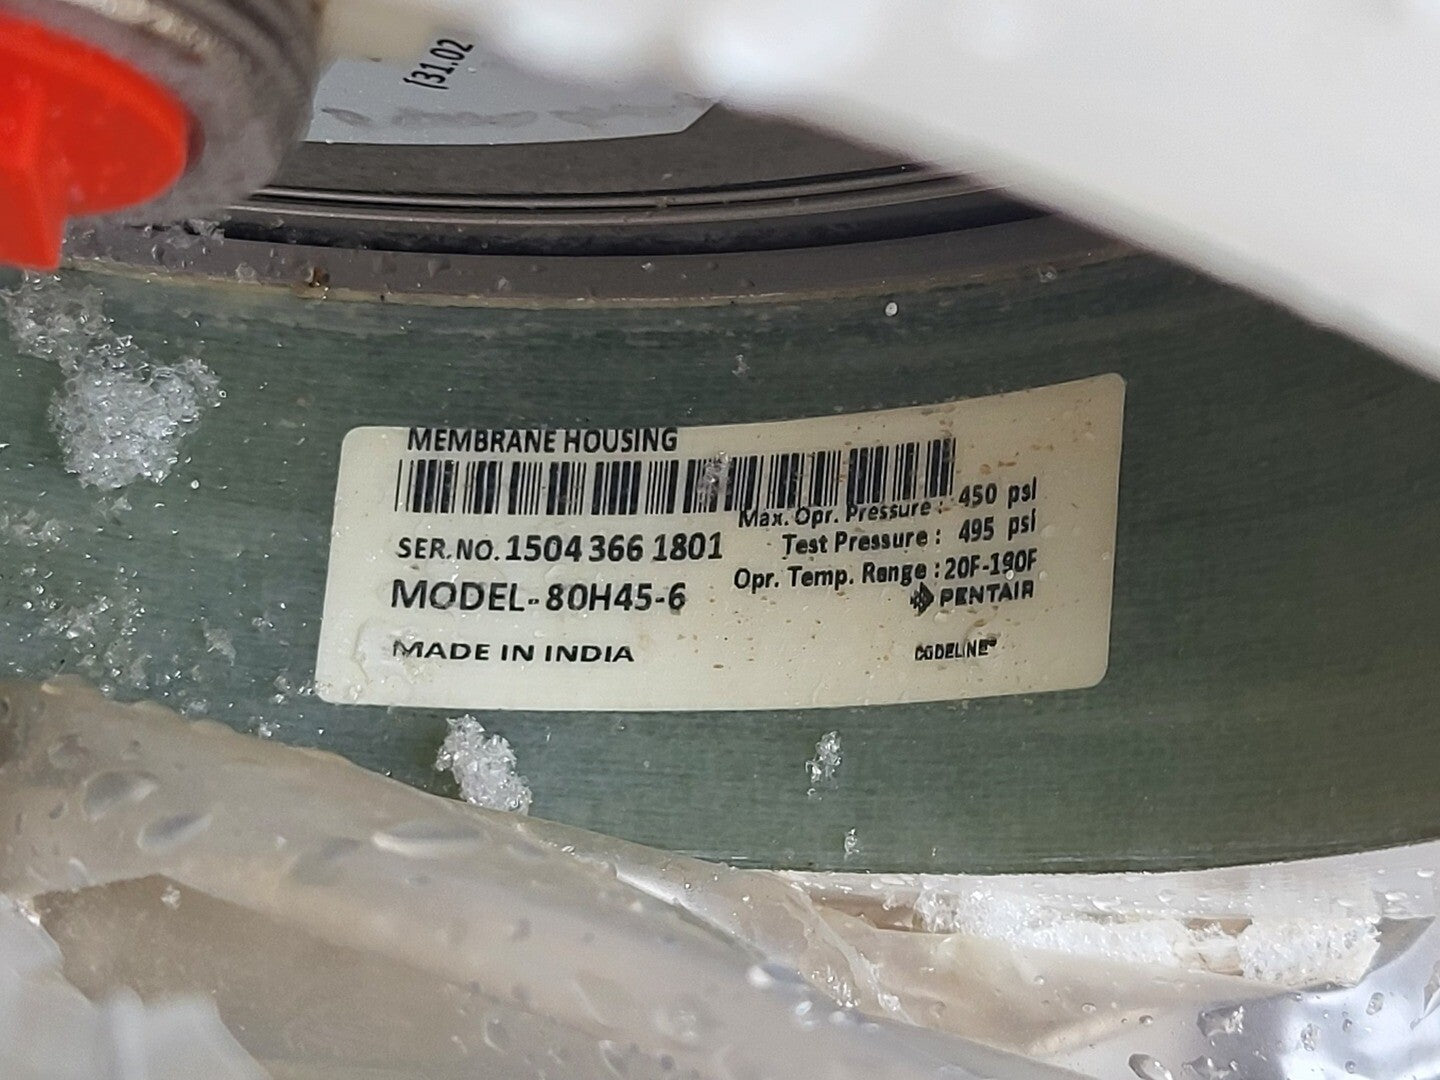 131.02
MEMBRANE HOUSING
SER.NO. 1504 366 1801
MODEL-80H45-6
MADE IN INDIA
Max. Opr. Pressure: 450 psi
Test Pressure: 495 psi
Opr. Temp. Range: 20F-190F
PENTAIR
CODELINE